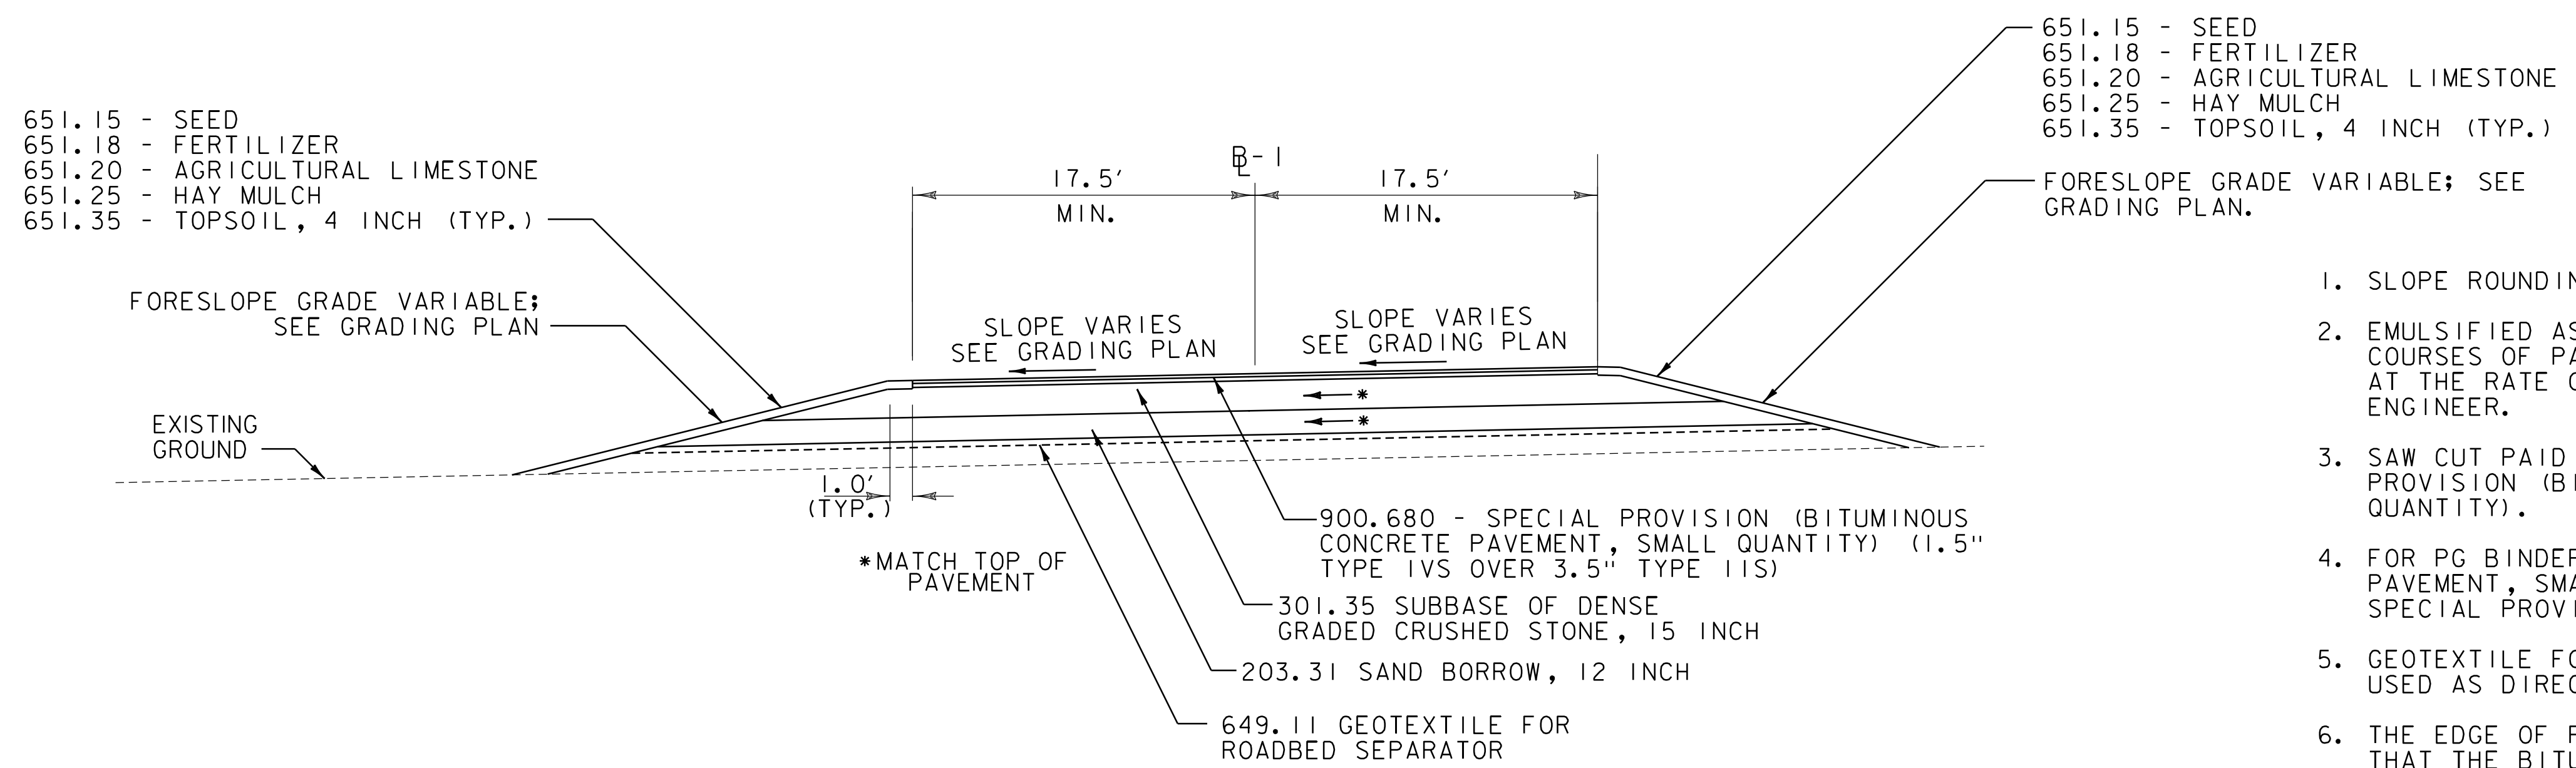 651.15 - SEED
651.18 - FERTILIZER
651.20 - AGRICULTURAL LIMESTONE
651.25 - HAY MULCH
651.35 - TOPSOIL, 4 INCH (TYP.)
FORESLOPE GRADE VARIABLE;
SEE GRADING PLAN
EXISTING
GROUND
BL-1
17.5'
MIN.
17.5'
MIN.
SLOPE VARIES
SEE GRADING PLAN
SLOPE VARIES
SEE GRADING PLAN
*
*
1.0'
(TYP.)
*MATCH TOP OF
PAVEMENT
900.680 - SPECIAL PROVISION (BITUMINOUS
CONCRETE PAVEMENT, SMALL QUANTITY) (1.5"
TYPE IVS OVER 3.5" TYPE IIS)
301.35 SUBBASE OF DENSE
GRADED CRUSHED STONE, 15 INCH
203.31 SAND BORROW, 12 INCH
649.11 GEOTEXTILE FOR
ROADBED SEPARATOR
651.15 - SEED
651.18 - FERTILIZER
651.20 - AGRICULTURAL LIMESTONE
651.25 - HAY MULCH
651.35 - TOPSOIL, 4 INCH (TYP.)
FORESLOPE GRADE VARIABLE; SEE
GRADING PLAN.
1. SLOPE
2. EMULSIFIED
COURSES OF
AT THE RATE
ENGINEER.
3. SAW CUT PAID
PROVISION
QUANTITY).
4. FOR PG
PAVEMENT,
SPECIAL
5. GEOTEXTILE
USED AS
6. THE EDGE OF
THAT THE